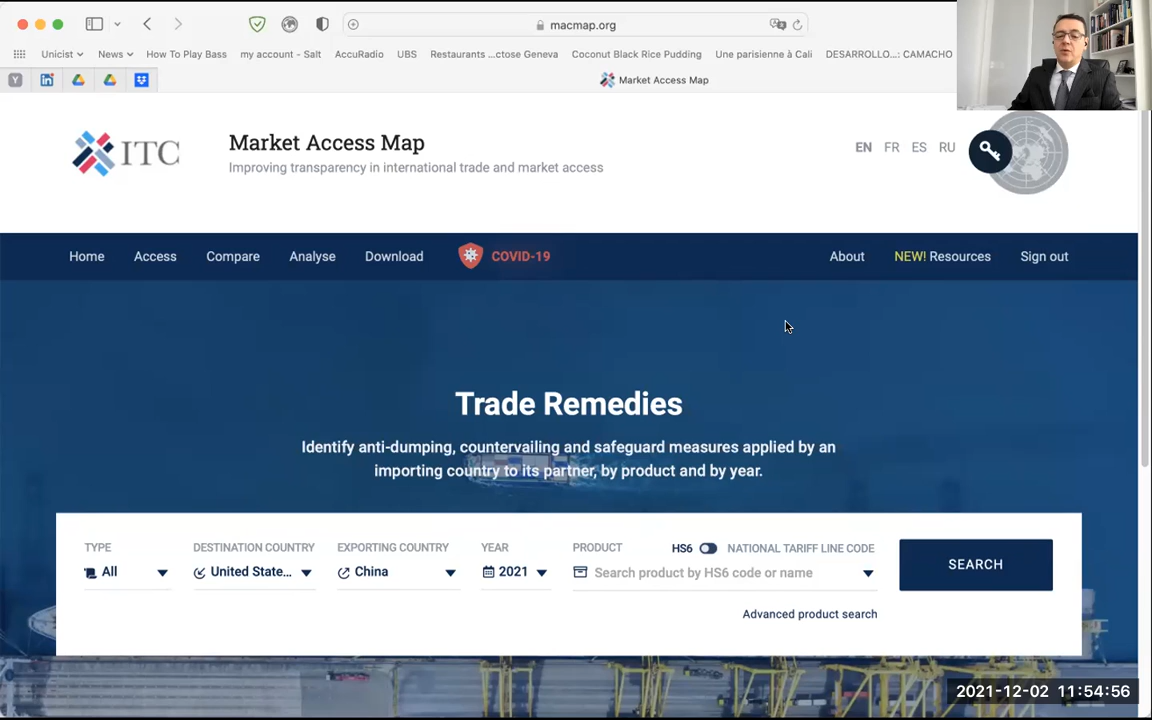 macmap.org
Unicist News How To Play Bass my account - Salt AccuRadio UBS Restaurants ...ctose Geneva Coconut Black Rice Pudding Une parisienne à Cali DESARROLLO...: CAMACHO
Y in Market Access Map
ITC
Market Access Map
Improving transparency in international trade and market access
EN FR ES RU
Home Access Compare Analyse Download COVID-19 About NEW! Resources Sign out
Trade Remedies
Identify anti-dumping, countervailing and safeguard measures applied by an
importing country to its partner, by product and by year.
TYPE DESTINATION COUNTRY EXPORTING COUNTRY YEAR PRODUCT HS6 NATIONAL TARIFF LINE CODE
All United State... China 2021 Search product by HS6 code or name SEARCH
Advanced product search
2021-12-02 11:54:56